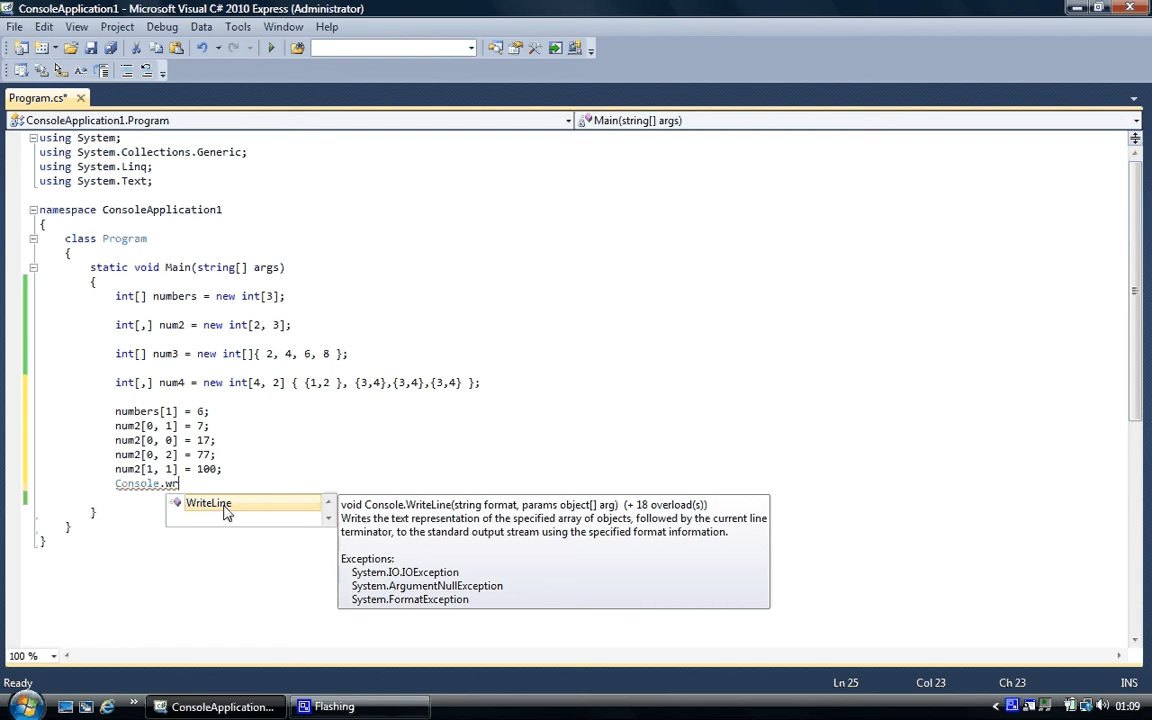 ConsoleApplication1 - Microsoft Visual C# 2010 Express (Administrator)
File Edit View Project Debug Data Tools Window Help
Program.cs*
ConsoleApplication1.Program Main(string[] args)
using System;
using System.Collections.Generic;
using System.Linq;
using System.Text;
namespace ConsoleApplication1
{
class Program
{
static void Main(string[] args)
{
int[] numbers = new int[3];
int[,] num2 = new int[2, 3];
int[] num3 = new int[]{ 2, 4, 6, 8 };
int[,] num4 = new int[4, 2] { {1,2 }, {3,4},{3,4},{3,4} };
numbers[1] = 6;
num2[0, 1] = 7;
num2[0, 0] = 17;
num2[0, 2] = 77;
num2[1, 1] = 100;
Console.wr
WriteLine
void Console.WriteLine(string format, params object[] arg) (+ 18 overload(s))
Writes the text representation of the specified array of objects, followed by the current line
terminator, to the standard output stream using the specified format information.
Exceptions:
System.IO.IOException
System.ArgumentNullException
System.FormatException
}
}
}
100 %
Ready Ln 25 Col 23 Ch 23 INS
ConsoleApplication... Flashing 01:09